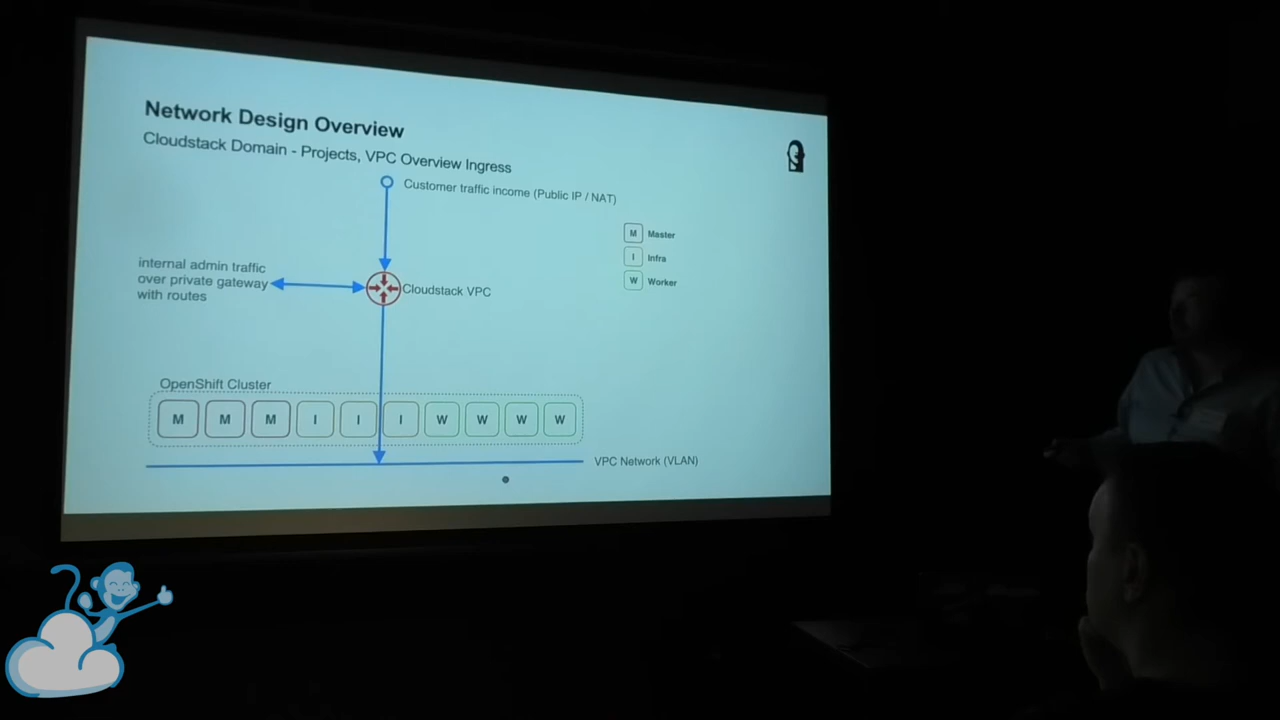 Network Design Overview
Cloudstack Domain - Projects, VPC Overview Ingress
Customer traffic income (Public IP / NAT)
M Master
I Infra
W Worker
internal admin traffic
over private gateway
with routes
Cloudstack VPC
OpenShift Cluster
M M M I I I W W W W
VPC Network (VLAN)